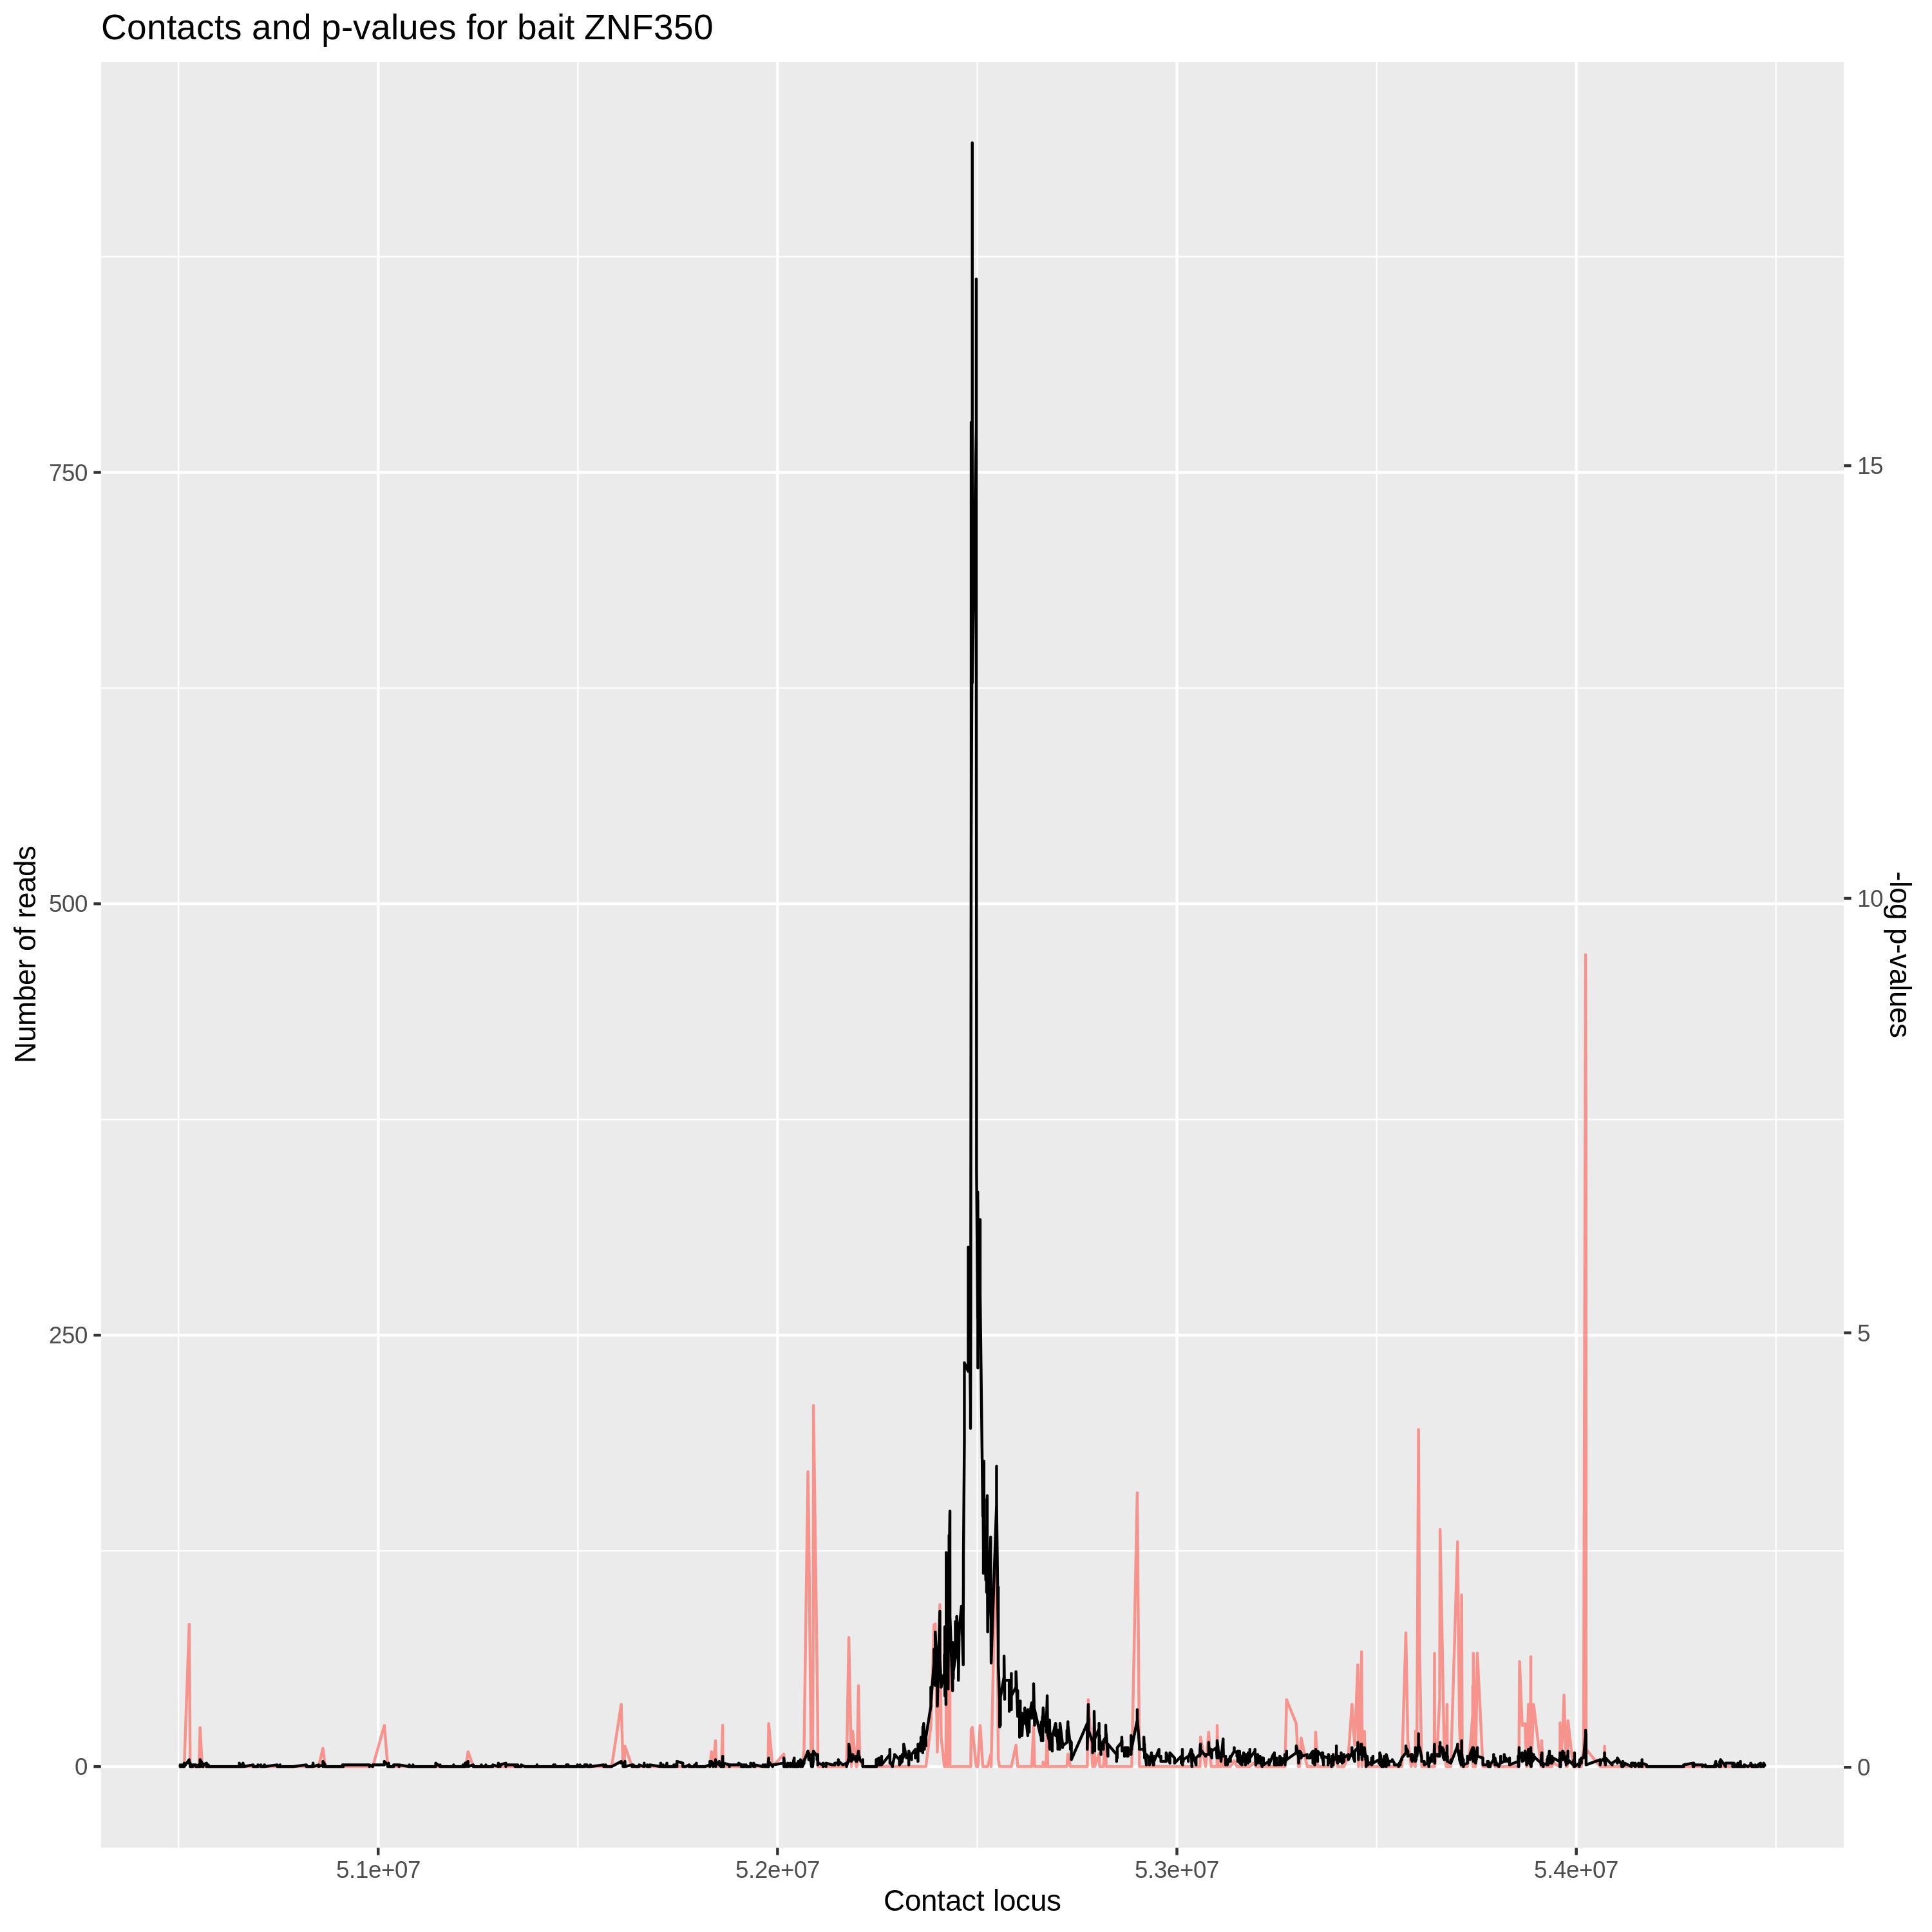 Contacts and p-values for bait ZNF350
Number of reads
750
500
250
0
15
10
5
0
-log p-values
5.1e+07
5.2e+07
5.3e+07
5.4e+07
Contact locus